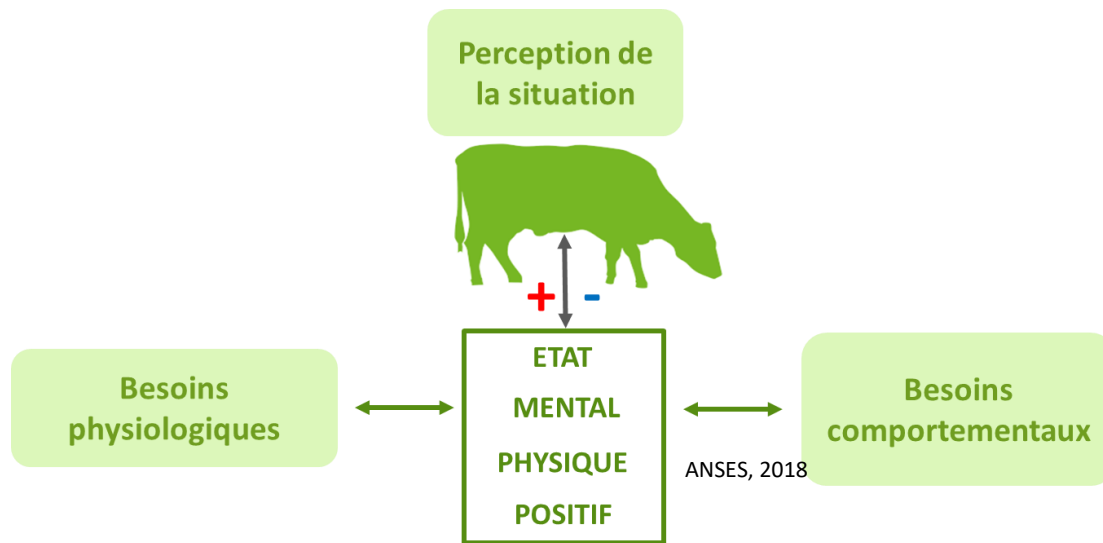 Perception de
la situation
+ -
ETAT
MENTAL
PHYSIQUE
POSITIF
Besoins
physiologiques
Besoins
comportementaux
ANSES, 2018